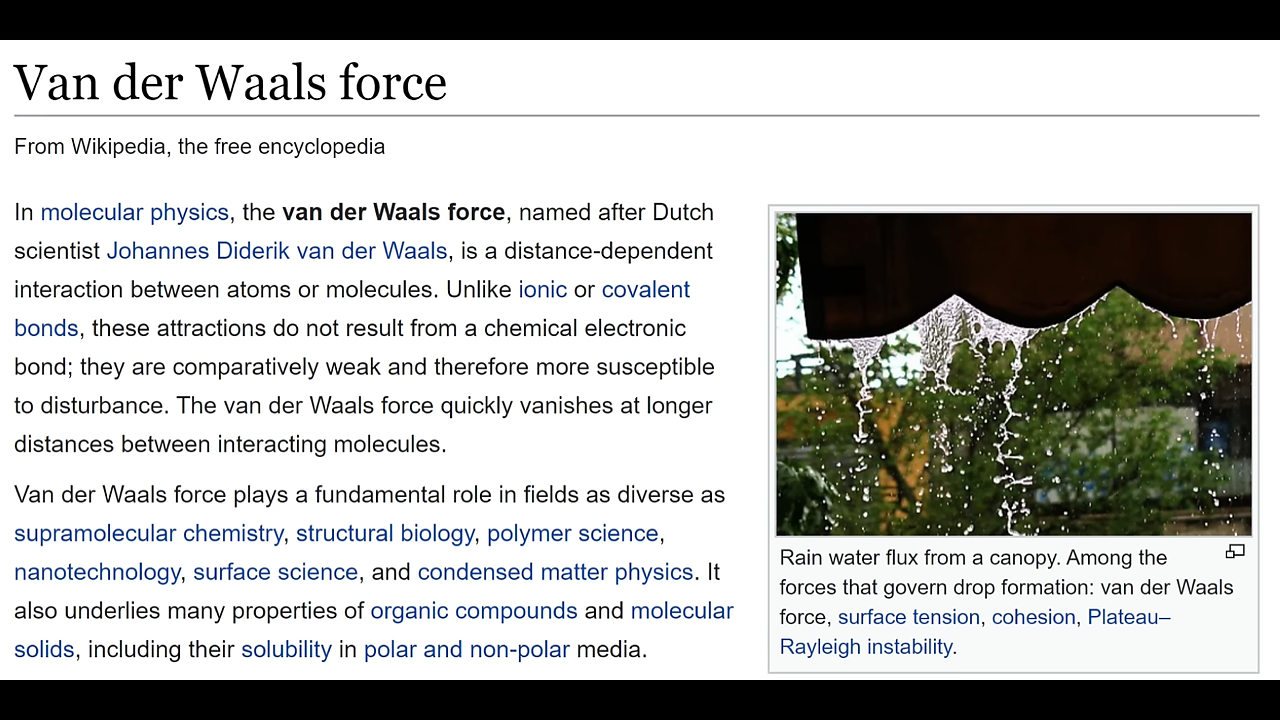 Van der Waals force
From Wikipedia, the free encyclopedia
In molecular physics, the van der Waals force, named after Dutch
scientist Johannes Diderik van der Waals, is a distance-dependent
interaction between atoms or molecules. Unlike ionic or covalent
bonds, these attractions do not result from a chemical electronic
bond; they are comparatively weak and therefore more susceptible
to disturbance. The van der Waals force quickly vanishes at longer
distances between interacting molecules.
Van der Waals force plays a fundamental role in fields as diverse as
supramolecular chemistry, structural biology, polymer science,
nanotechnology, surface science, and condensed matter physics. It
also underlies many properties of organic compounds and molecular
solids, including their solubility in polar and non-polar media.
Rain water flux from a canopy. Among the
forces that govern drop formation: van der Waals
force, surface tension, cohesion, Plateau–
Rayleigh instability.